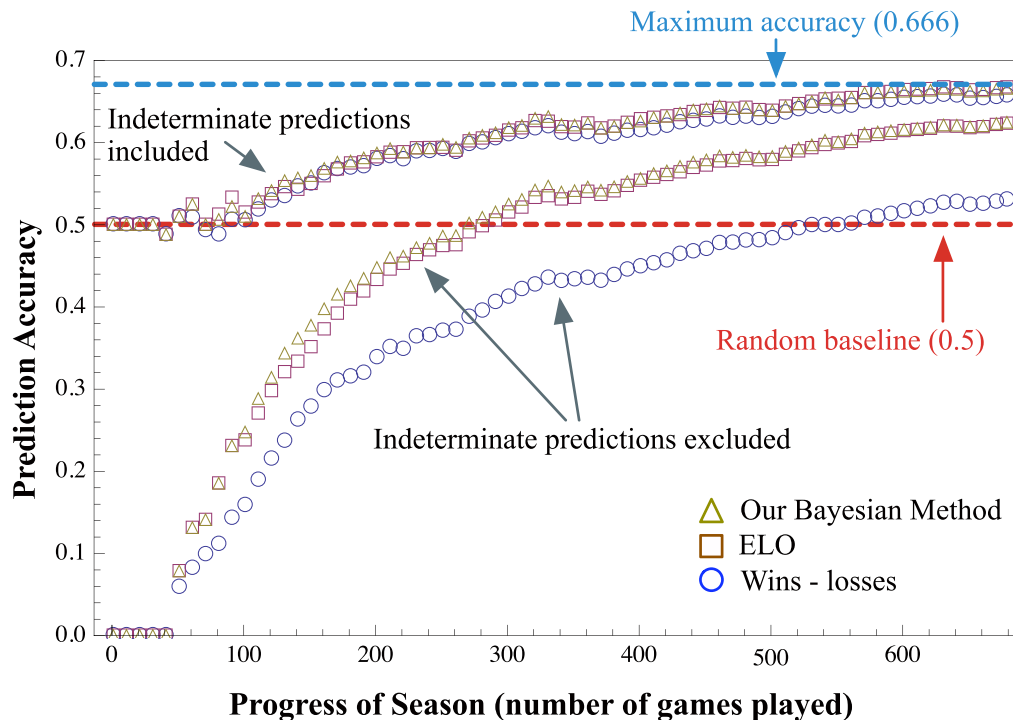 Maximum accuracy (0.666)
0.7
Indeterminate predictions
included
0.6
0.5
0.4
Random baseline (0.5)
0.3
Indeterminate predictions excluded
0.2
Our Bayesian Method
0.1
ELO
Wins - losses
0.0
0
100
200
300
400
500
600
Prediction Accuracy
Progress of Season (number of games played)